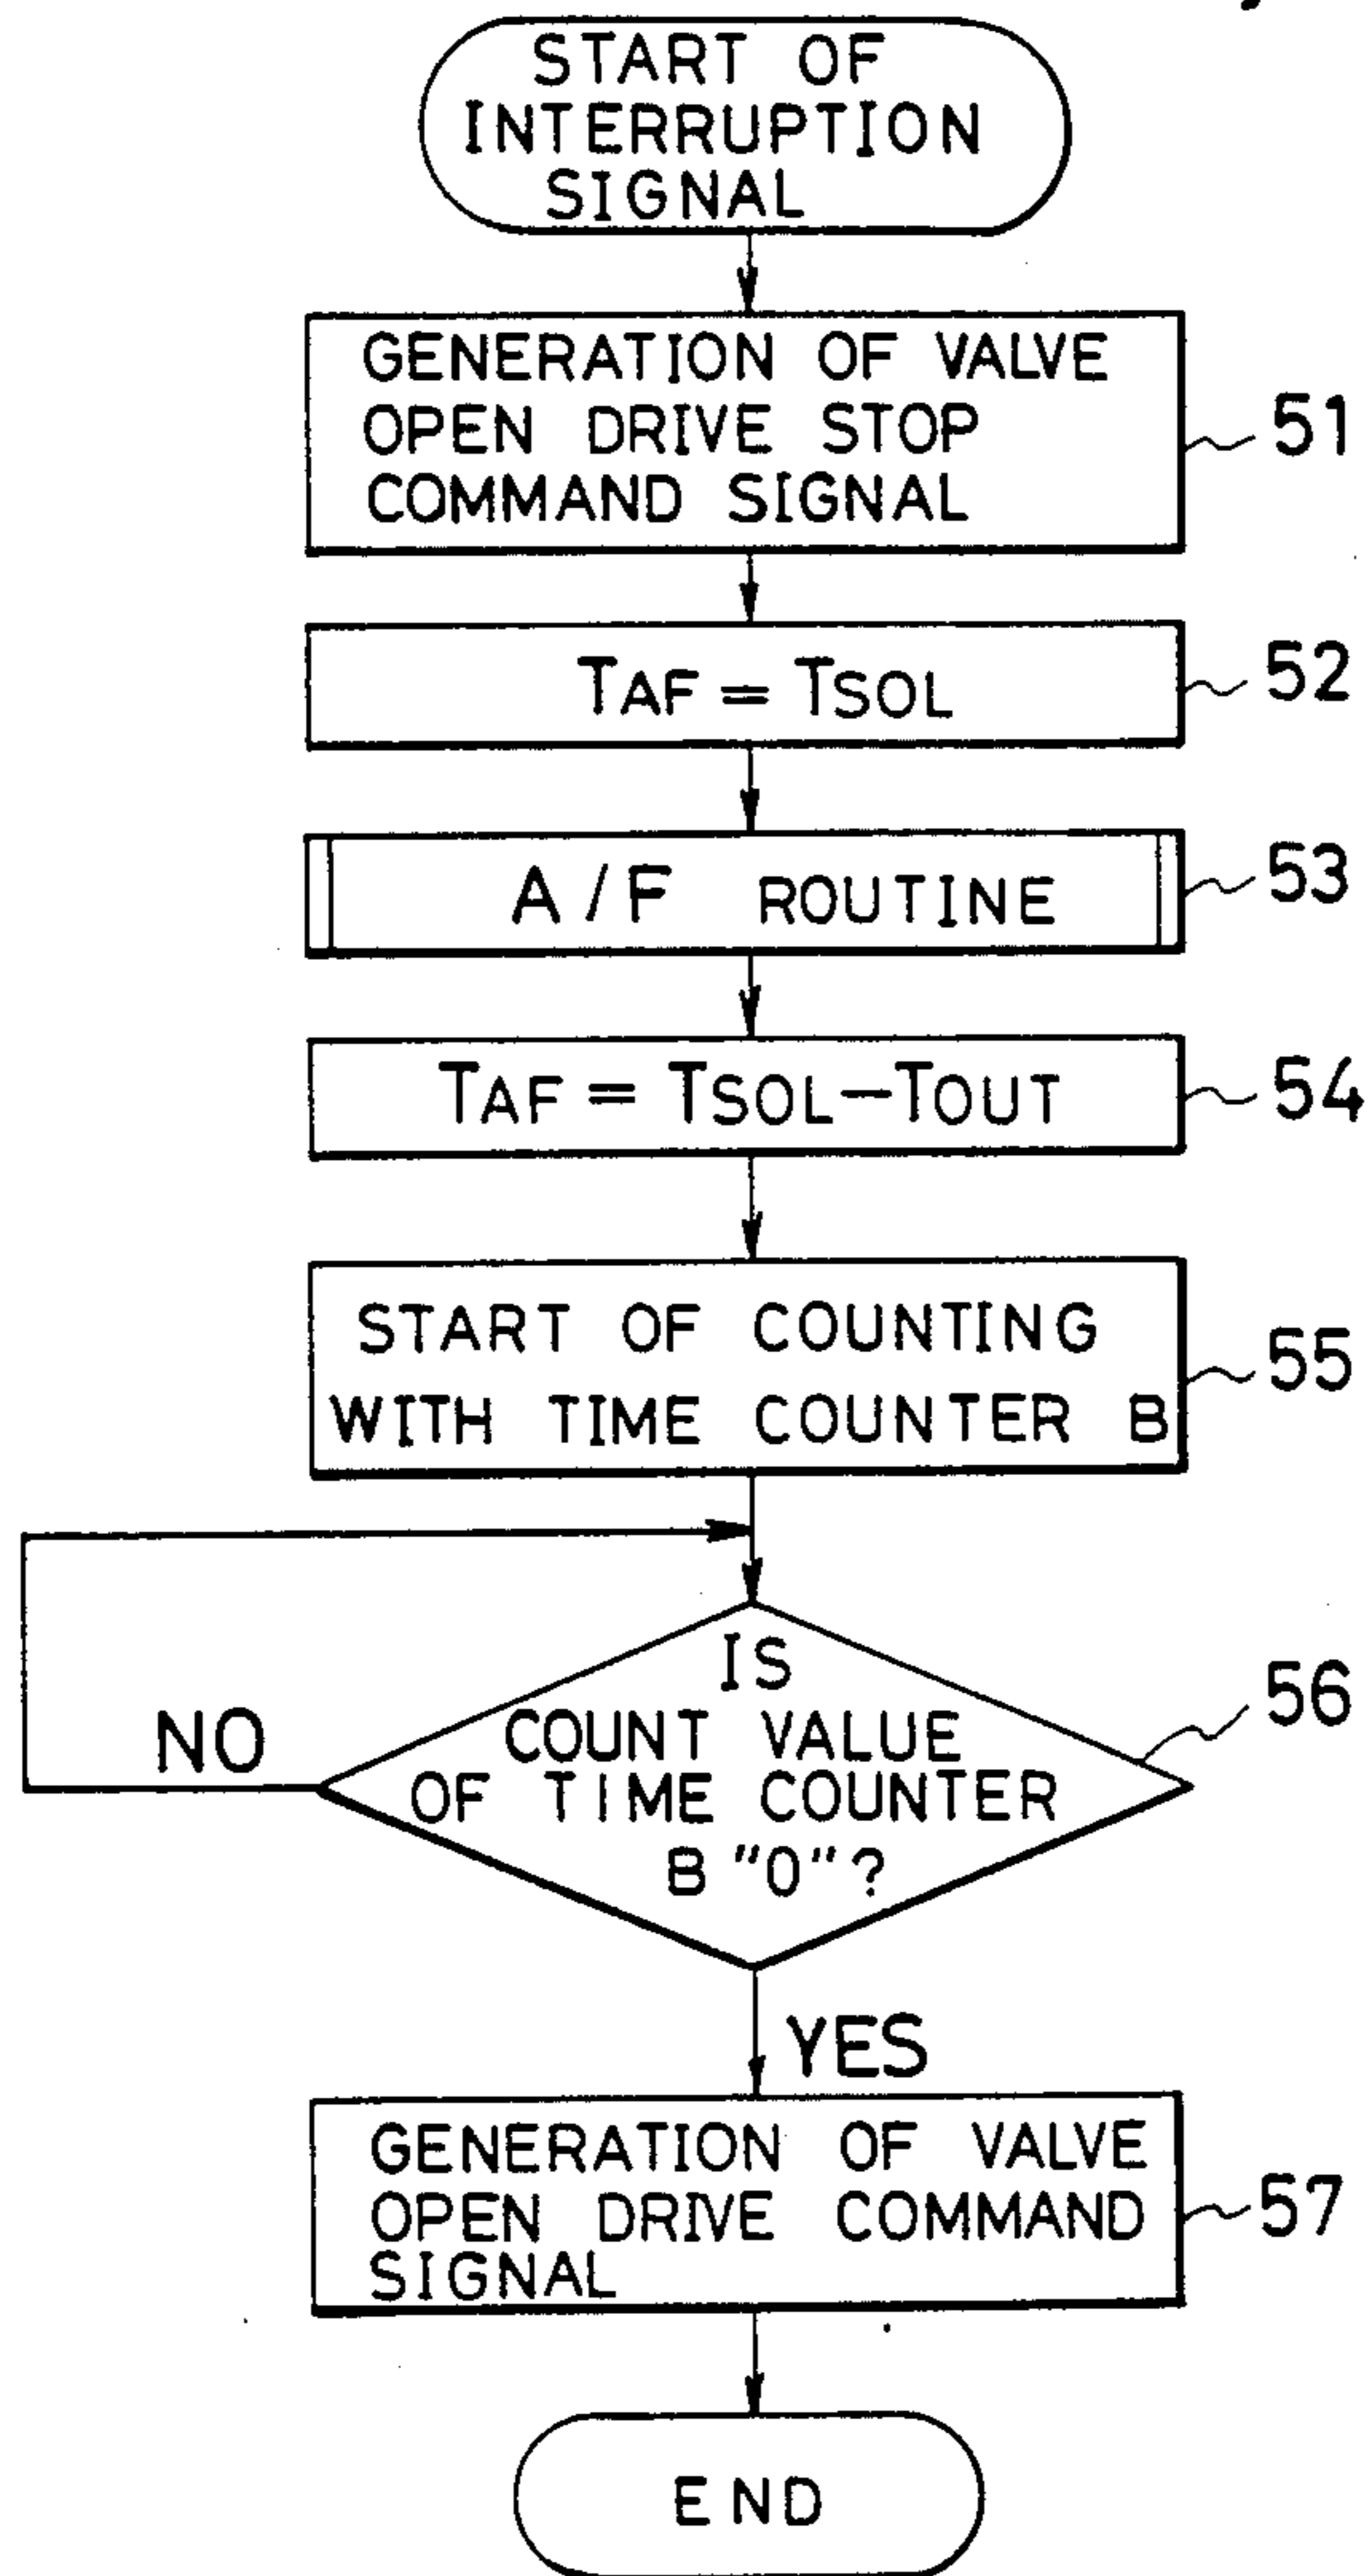 START OF
INTERRUPTION
SIGNAL
GENERATION OF VALVE
OPEN DRIVE STOP
COMMAND SIGNAL
51
TAF = TSOL
52
A/F ROUTINE
53
TAF = TSOL-TOUT
54
START OF COUNTING
WITH TIME COUNTER B
55
IS
COUNT VALUE
OF TIME COUNTER
B "0"?
56
NO
YES
GENERATION OF VALVE
OPEN DRIVE COMMAND
SIGNAL
57
END